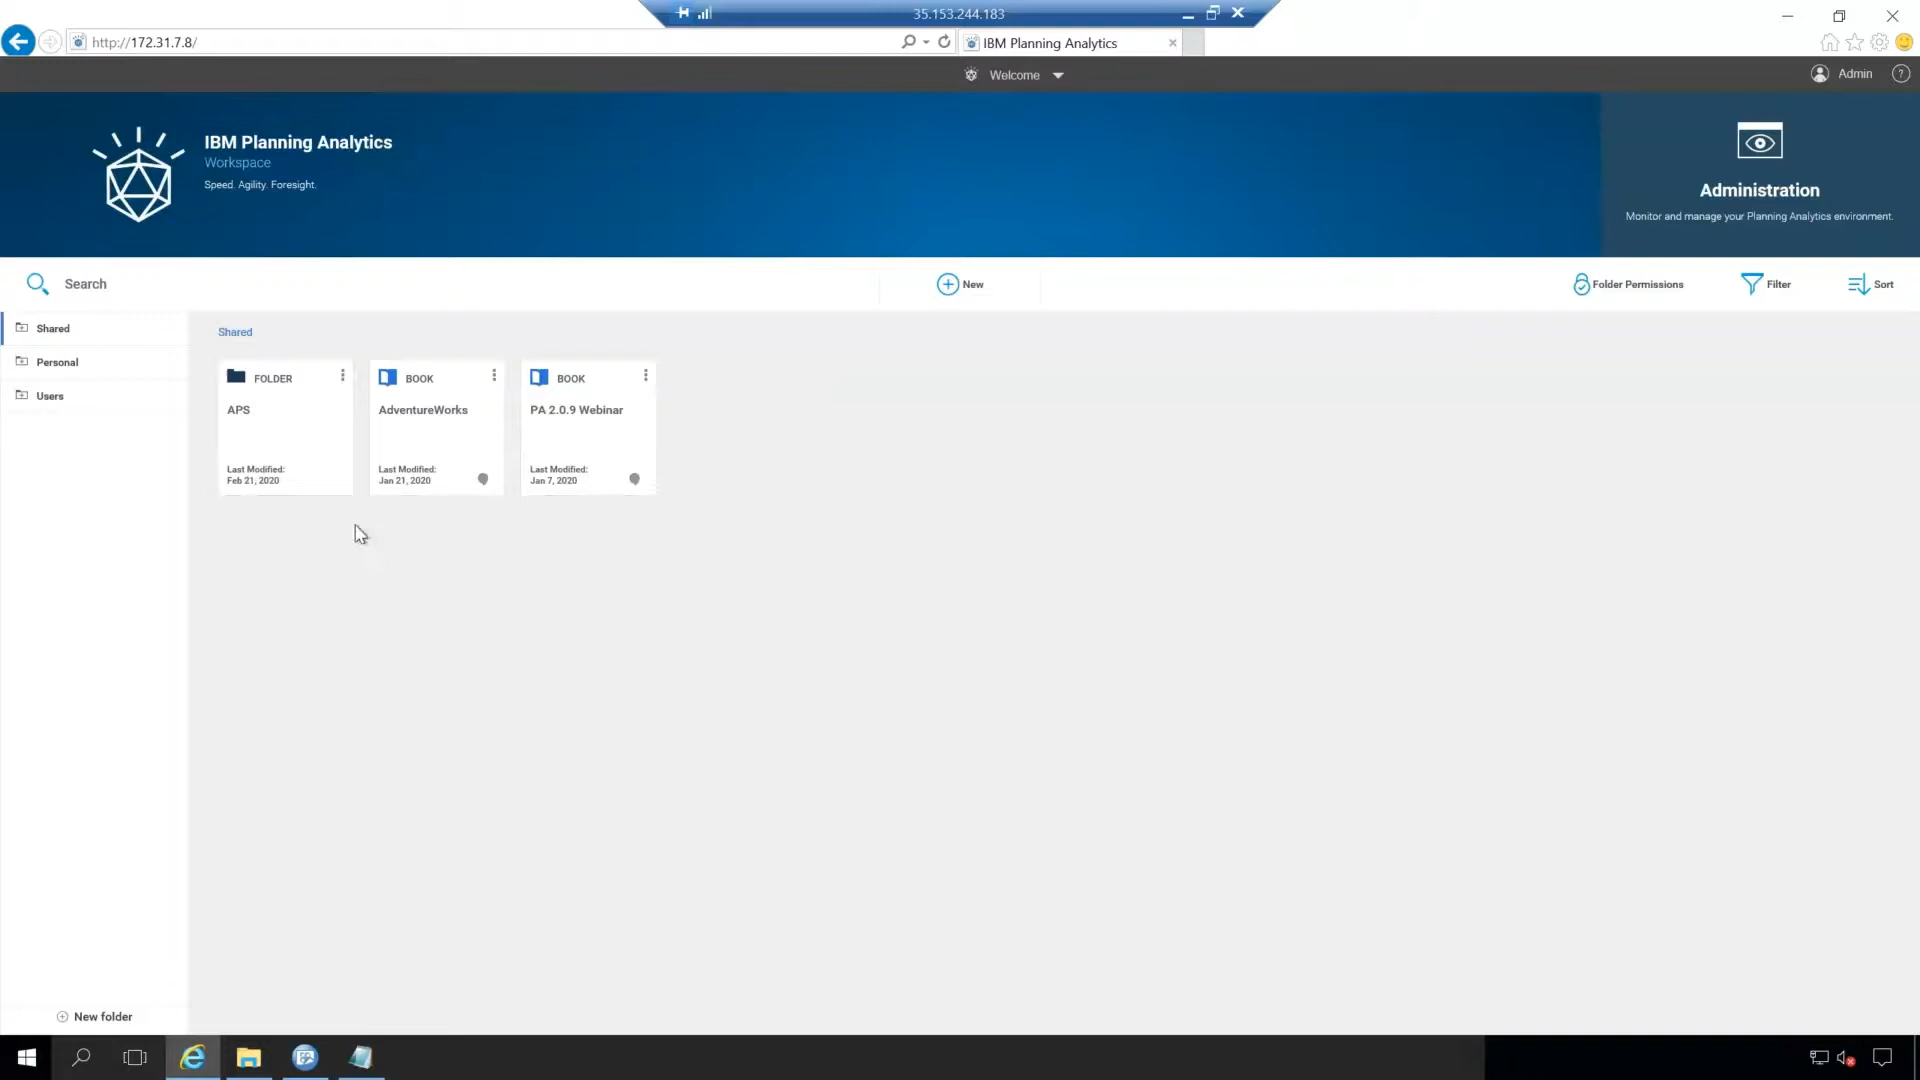 35.153.244.183
http://172.31.7.8/
IBM Planning Analytics
Welcome
Admin
?
IBM Planning Analytics
Workspace
Speed. Agility. Foresight.
Administration
Monitor and manage your Planning Analytics environment.
Search
New
Folder Permissions
Filter
Sort
Shared
Personal
Users
Shared
FOLDER
APS
Last Modified:
Feb 21, 2020
BOOK
AdventureWorks
Last Modified:
Jan 21, 2020
BOOK
PA 2.0.9 Webinar
Last Modified:
Jan 7, 2020
New folder